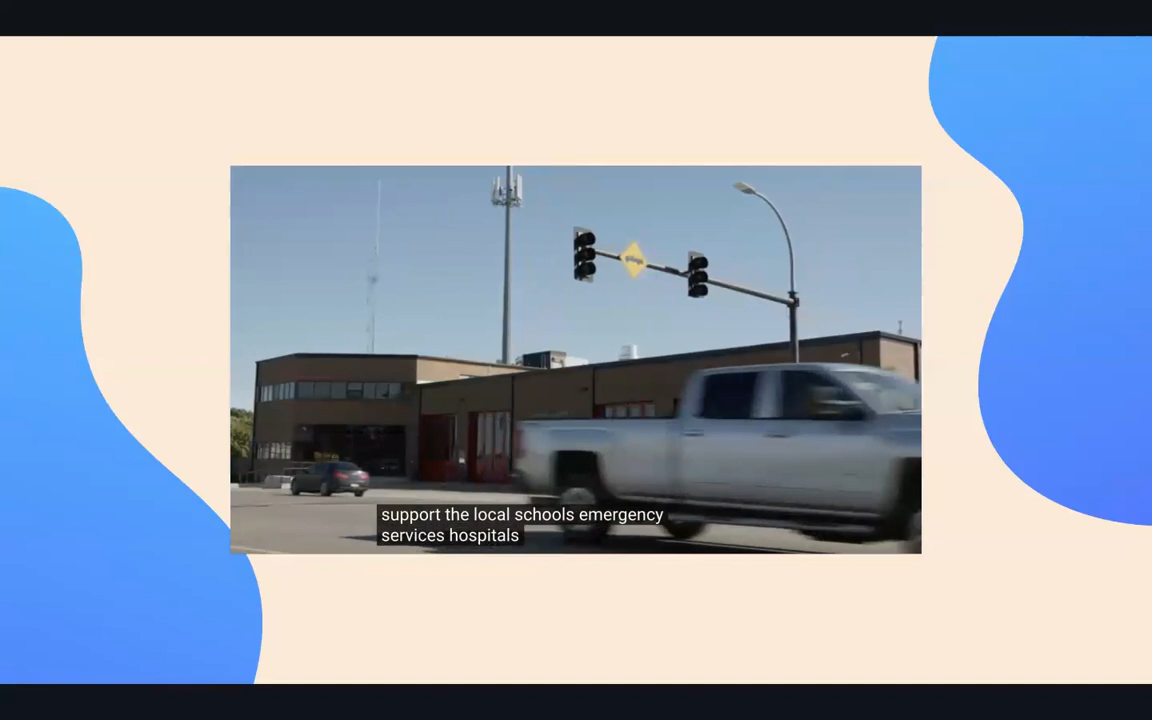 support the local schools emergency
services hospitals